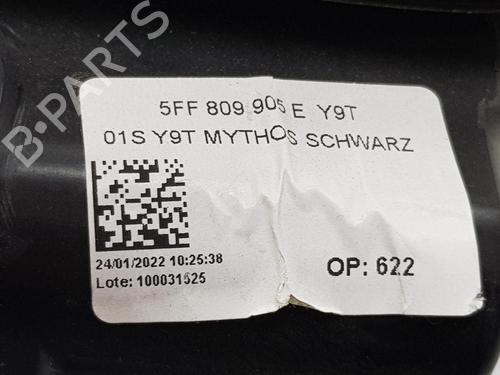 B-PARTS
5FF 809 905 E Y9T
01S Y9T MYTHOS SCHWARZ
24/01/2022 10:25:38
Lote: 100031525
OP: 622